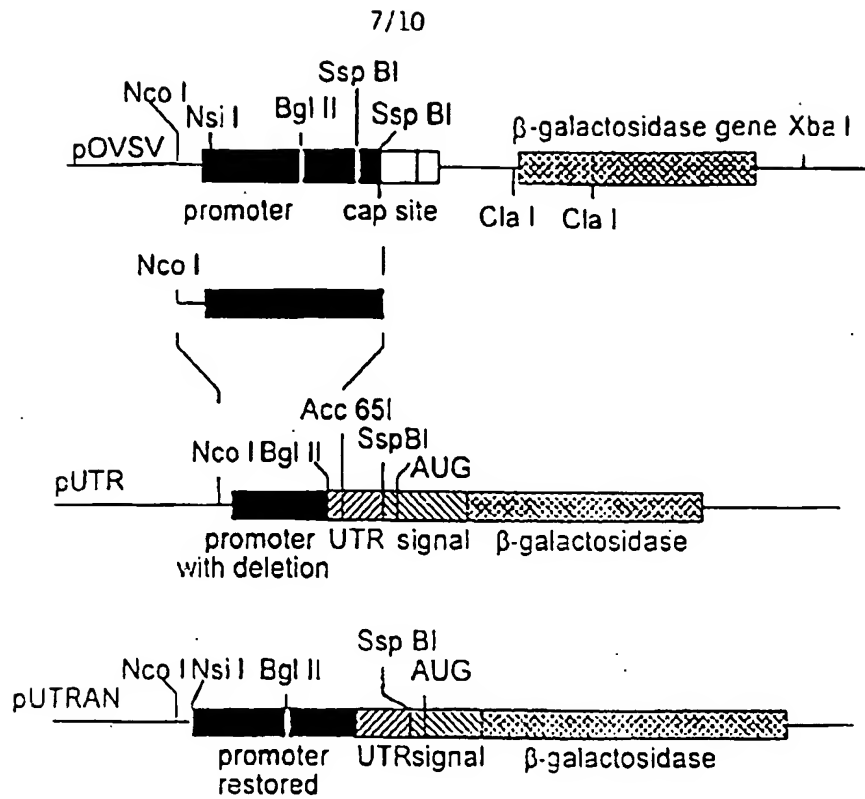 7/10
Ssp BI
Nco I
Nsi I
Bgl II
Ssp BI
β-galactosidase gene Xba I
pOVSV
promoter
cap site
Cla I
Cla I
Nco I
Acc 65I
Nco I Bgl II
SspBI
AUG
pUTR
promoter
with deletion
UTR signal
β-galactosidase
Ssp BI
Nco I Nsi I Bgl II
AUG
pUTRAN
promoter
restored
UTRsignal
β-galactosidase